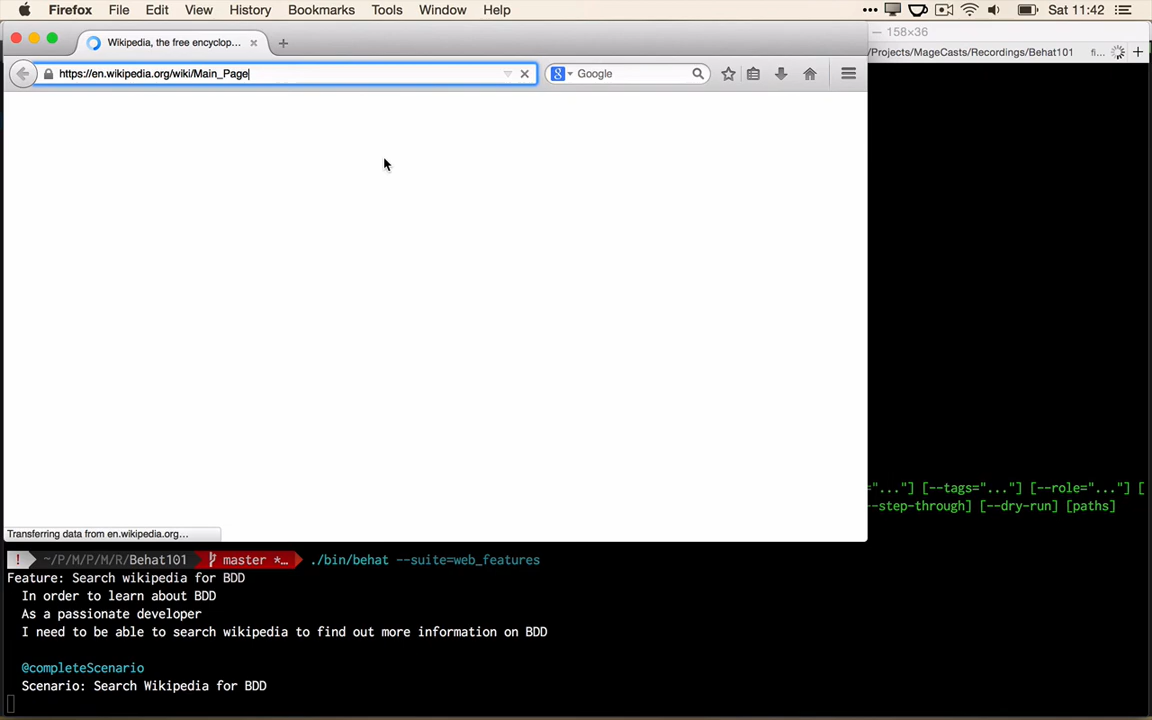 Firefox File Edit View History Bookmarks Tools Window Help Sat 11:42
Wikipedia, the free encyclop...
158×36
https://en.wikipedia.org/wiki/Main_Page
Google
/Projects/MageCasts/Recordings/Behat101 fi...
="..."] [--tags="..."] [--role="..."] [
--step-through] [--dry-run] [paths]
Transferring data from en.wikipedia.org...
! ~/P/M/P/M/R/Behat101 master *... ./bin/behat --suite=web_features
Feature: Search wikipedia for BDD
In order to learn about BDD
As a passionate developer
I need to be able to search wikipedia to find out more information on BDD
@completeScenario
Scenario: Search Wikipedia for BDD